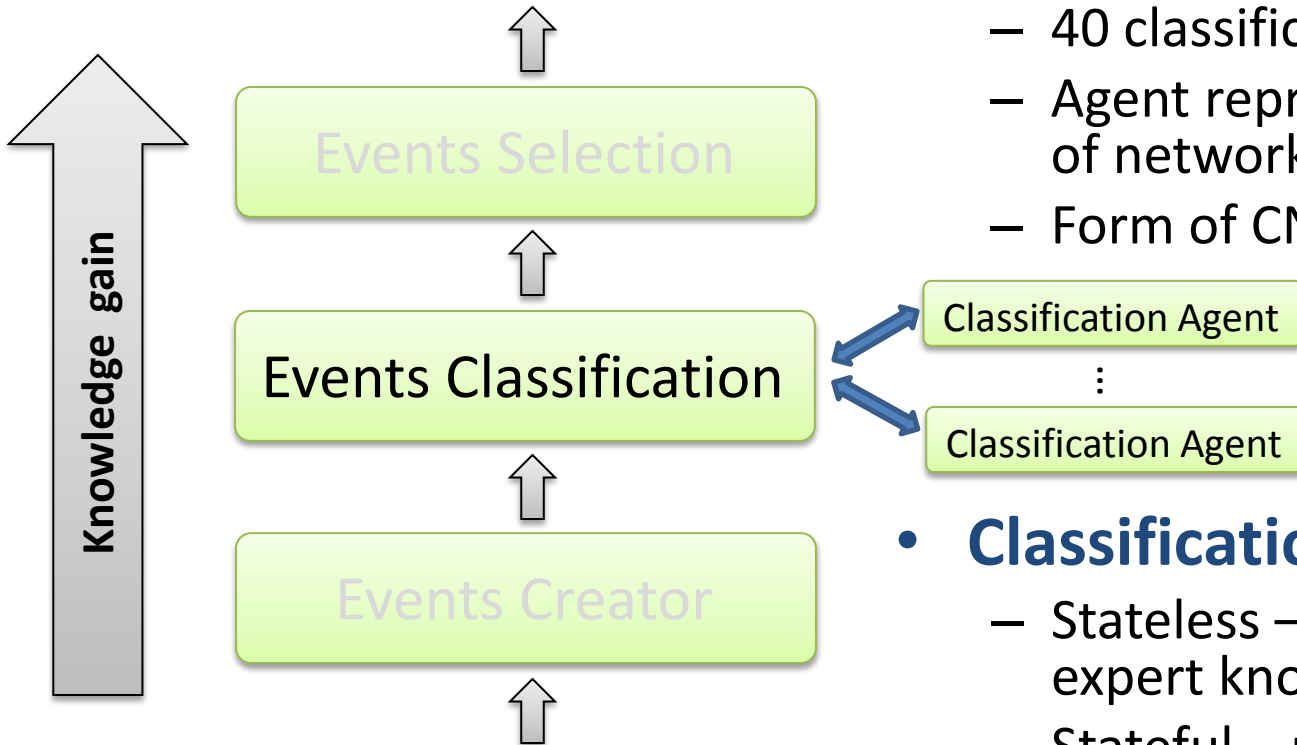 – 40 classific
– Agent repr
of network
– Form of CN
Events Selection
Knowledge gain
Events Classification
Classification Agent
...
Classification Agent
Events Creator
• Classificatio
– Stateless –
expert kno
Stateful